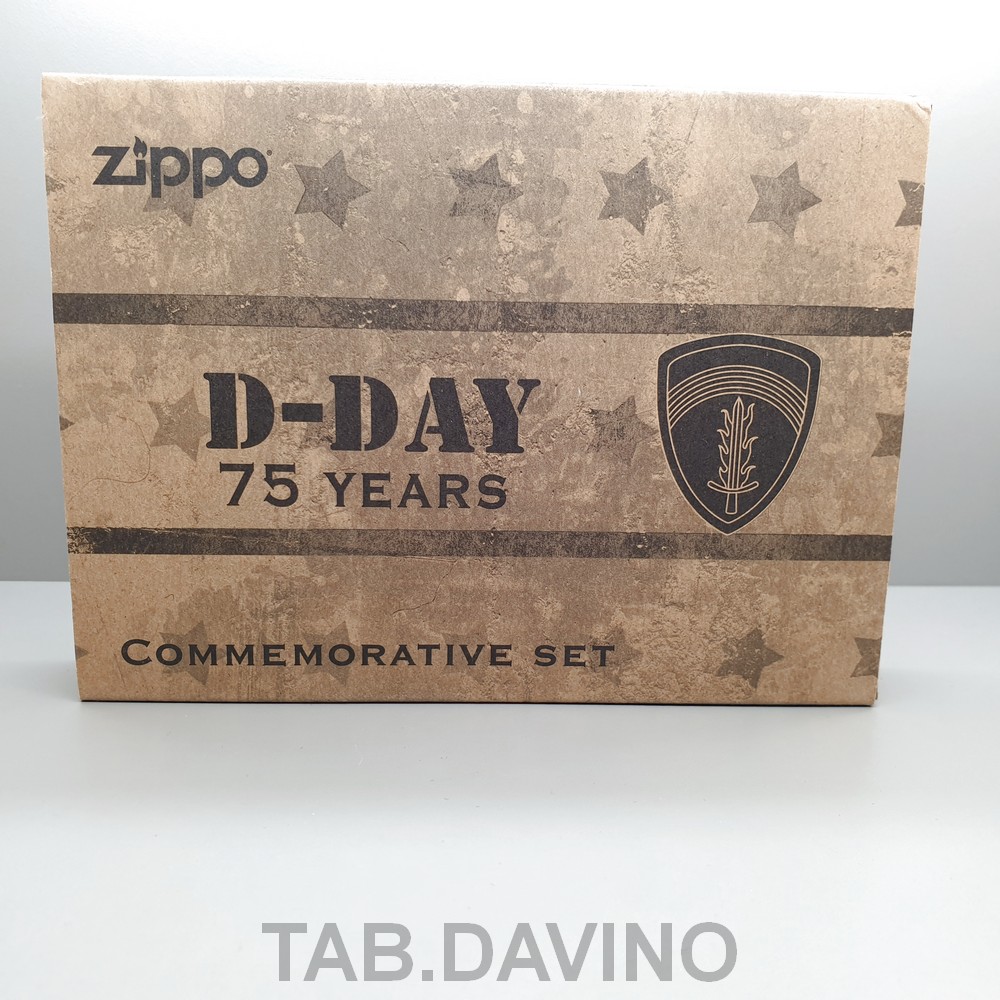 zippo
D-DAY
75 YEARS
COMMEMORATIVE SET
TAB.DAVINO